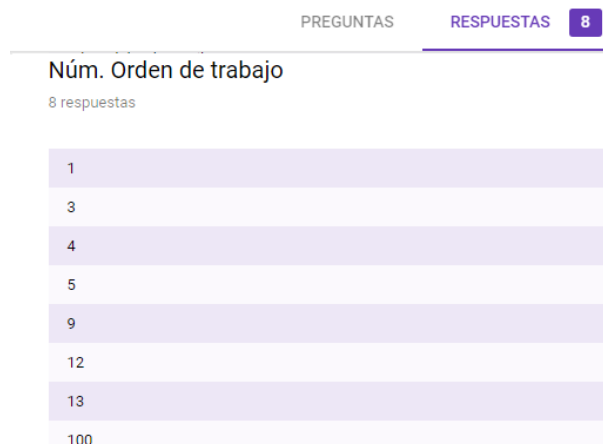 PREGUNTAS RESPUESTAS 8
Núm. Orden de trabajo
8 respuestas
1
3
4
5
9
12
13
100